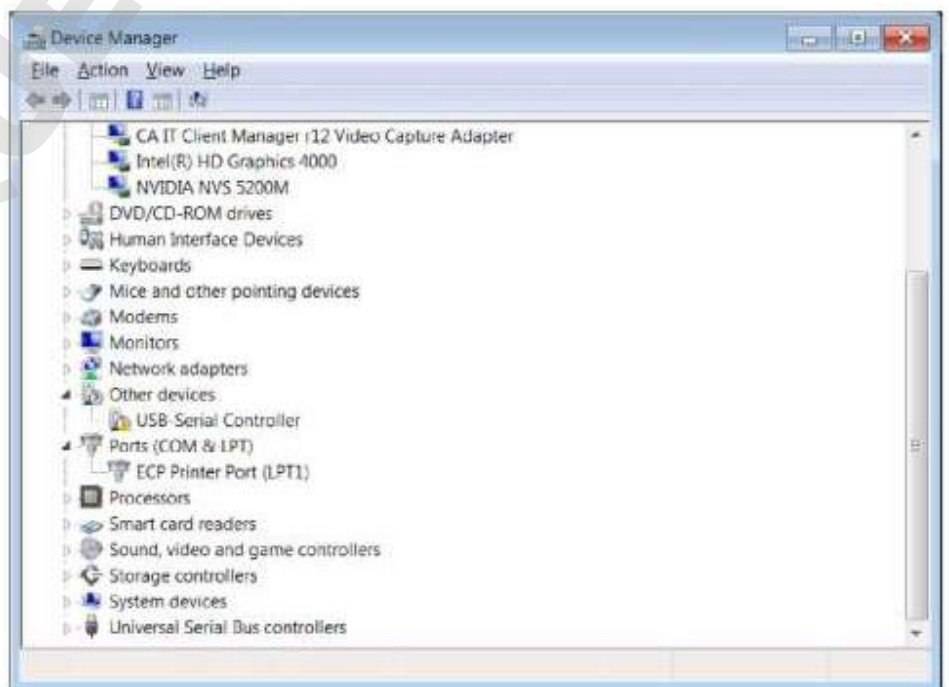 Device Manager
File Action View Help
CA IT Client Manager r12 Video Capture Adapter
Intel(R) HD Graphics 4000
NVIDIA NVS 5200M
DVD/CD-ROM drives
Human Interface Devices
Keyboards
Mice and other pointing devices
Modems
Monitors
Network adapters
Other devices
USB-Serial Controller
Ports (COM & LPT)
ECP Printer Port (LPT1)
Processors
Smart card readers
Sound, video and game controllers
Storage controllers
System devices
Universal Serial Bus controllers